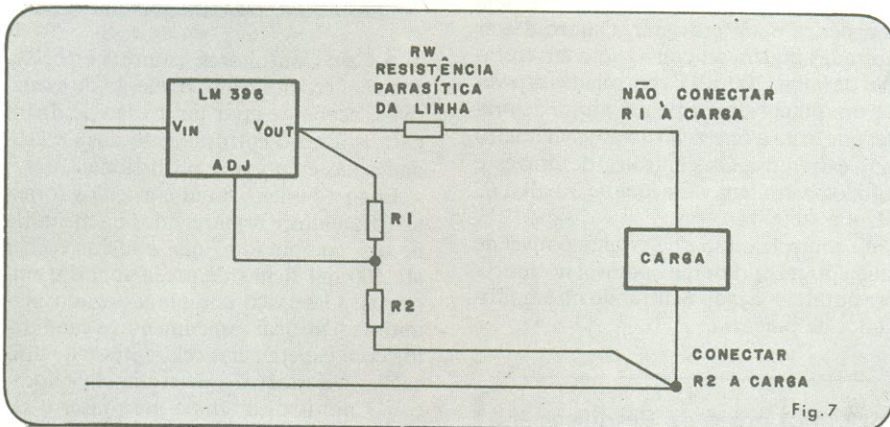 RW
RESISTÊNCIA
PARASÍTICA
DA LINHA
NÃO CONECTAR
R1 À CARGA
LM 396
VIN
VOUT
ADJ
R1
R2
CARGA
CONECTAR
R2 A CARGA
Fig.7